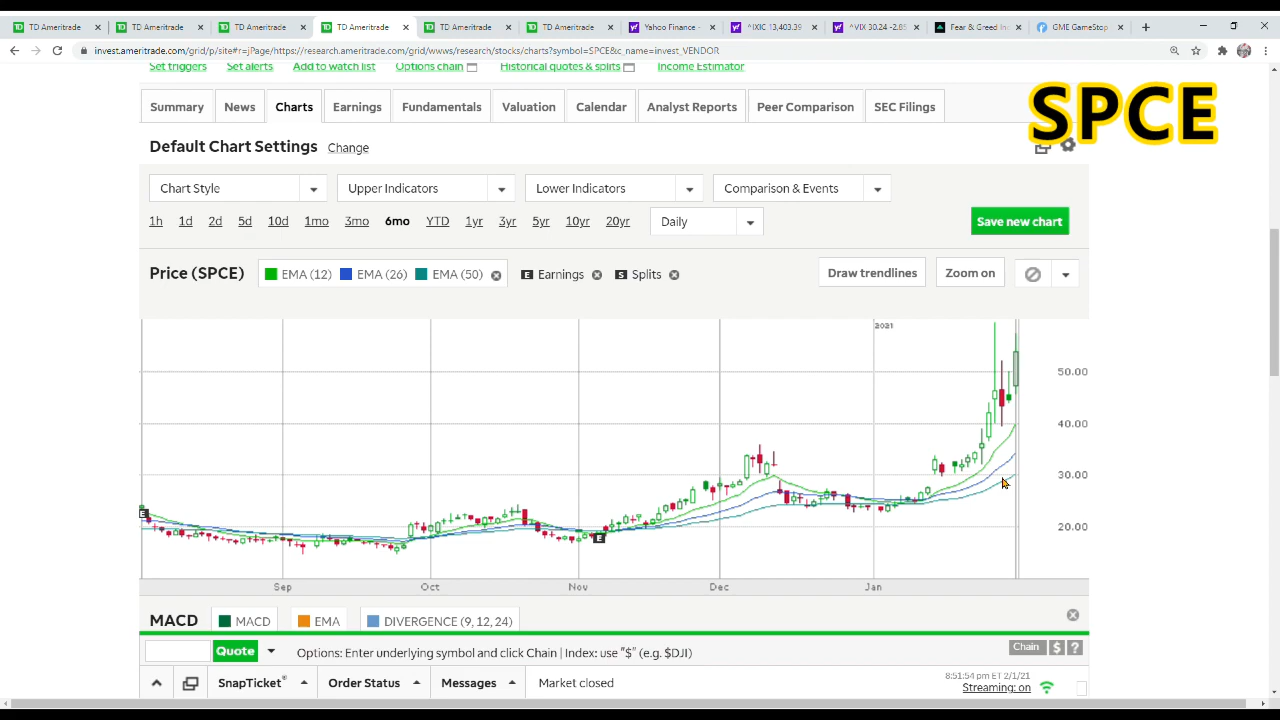 TD Ameritrade TD Ameritrade TD Ameritrade TD Ameritrade TD Ameritrade TD Ameritrade Yahoo Finance - ^IXIC 13,403.39 ^VIX 30.24 -2.85 Fear & Greed In GME GameStop
invest.ameritrade.com/grid/p/site#r=jPage/https://research.ameritrade.com/grid/wwws/research/stocks/charts?symbol=SPCE&c_name=invest_VENDOR
Set triggers Set alerts Add to watch list Options chain Historical quotes & splits Income Estimator
Summary News Charts Earnings Fundamentals Valuation Calendar Analyst Reports Peer Comparison SEC Filings
SPCE
Default Chart Settings Change
Chart Style Upper Indicators Lower Indicators Comparison & Events
1h 1d 2d 5d 10d 1mo 3mo 6mo YTD 1yr 3yr 5yr 10yr 20yr Daily Save new chart
Price (SPCE) EMA (12) EMA (26) EMA (50) E Earnings S Splits Draw trendlines Zoom on
2021
50.00
40.00
30.00
E
20.00
E
Sep Oct Nov Dec Jan
MACD MACD EMA DIVERGENCE (9, 12, 24)
Quote Options: Enter underlying symbol and click Chain | Index: use "$" (e.g. $DJI) Chain $ ?
SnapTicket® Order Status Messages Market closed
8:51:54 pm ET 2/1/21
Streaming: on